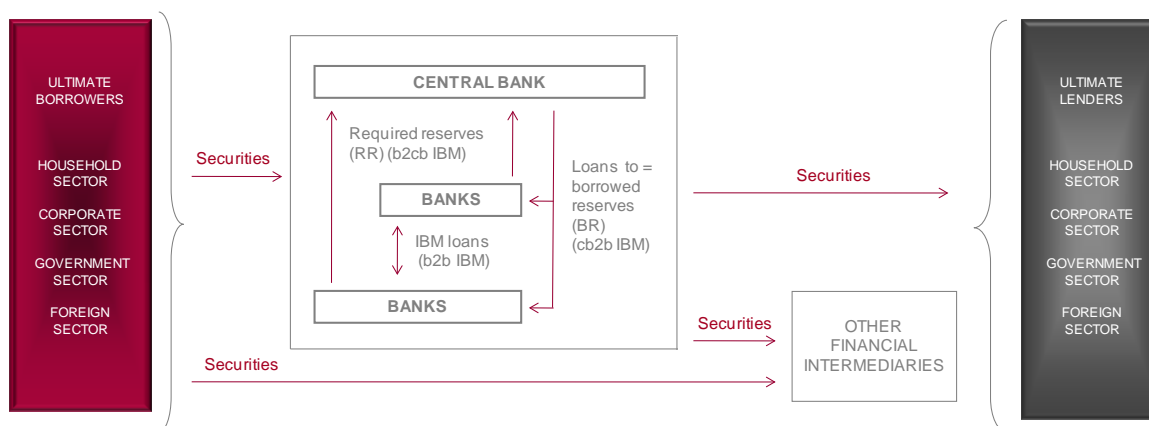 ULTIMATE
BORROWERS
HOUSEHOLD
SECTOR
CORPORATE
SECTOR
GOVERNMENT
SECTOR
FOREIGN
SECTOR
Securities
CENTRAL BANK
Required reserves
(RR) (b2cb IBM)
BANKS
IBM loans
(b2b IBM)
BANKS
Loans to =
borrowed
reserves
(BR)
(cb2b IBM)
Securities
Securities
Securities
OTHER
FINANCIAL
INTERMEDIARIES
ULTIMATE
LENDERS
HOUSEHOLD
SECTOR
CORPORATE
SECTOR
GOVERNMENT
SECTOR
FOREIGN
SECTOR